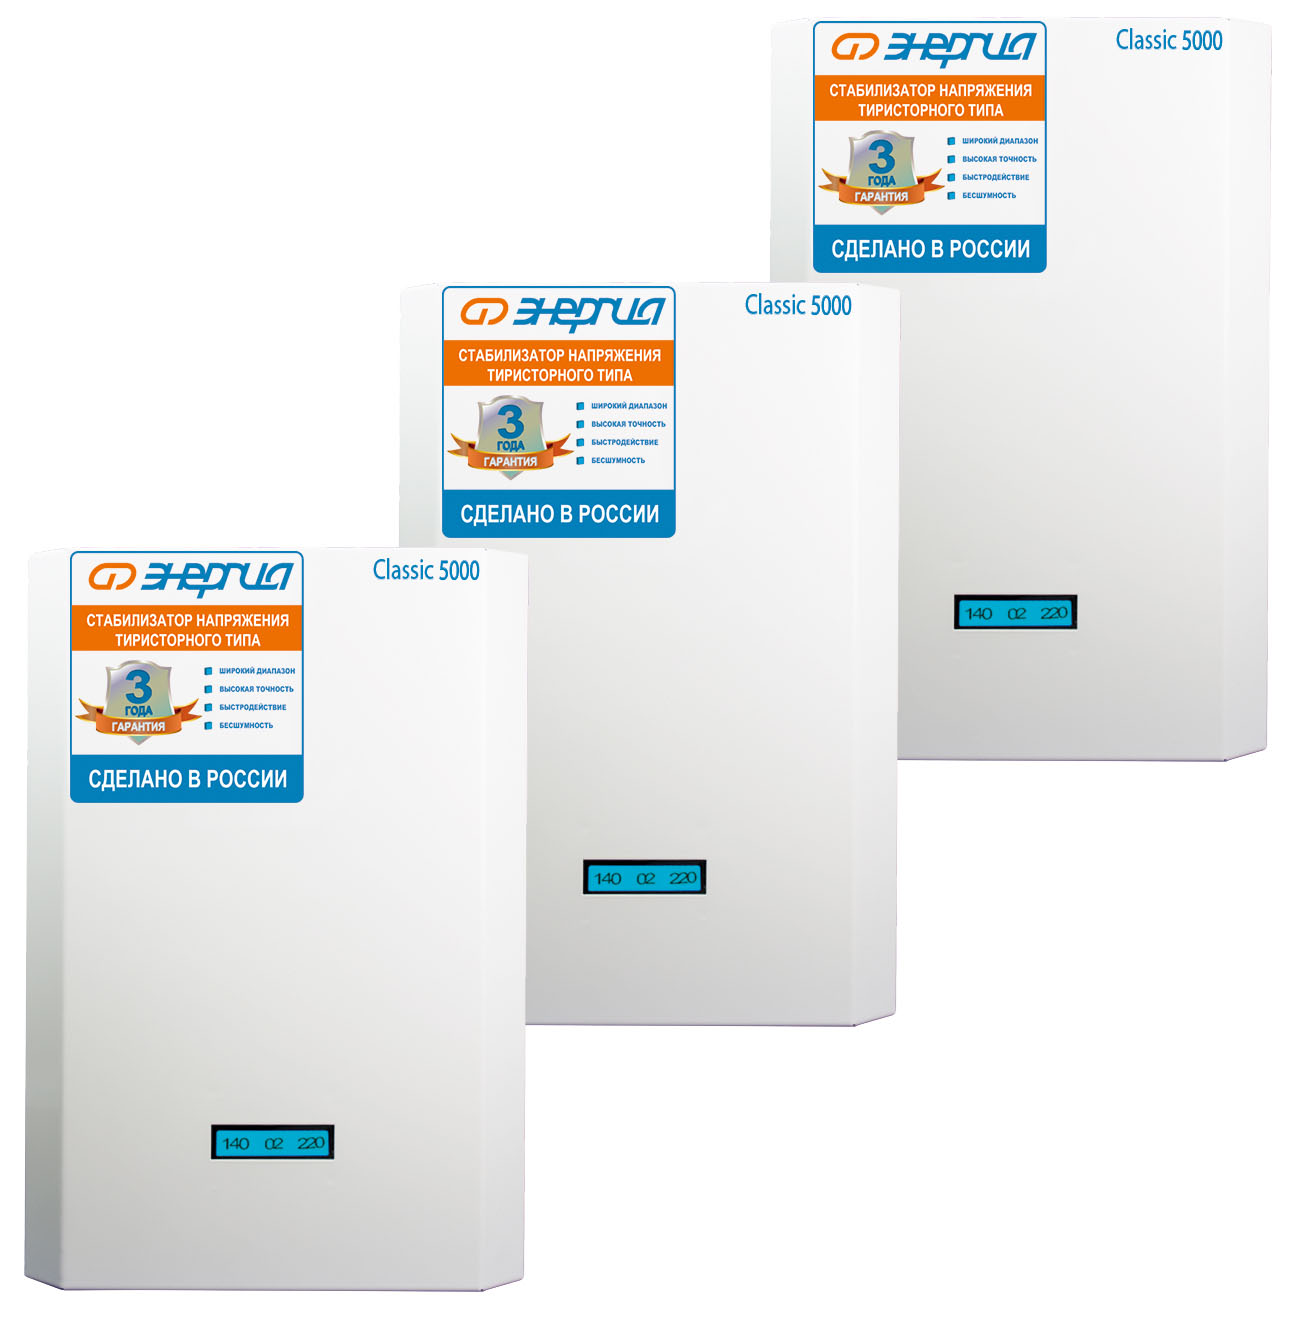 ЭНЕРГИЯ
Classic 5000
СТАБИЛИЗАТОР НАПРЯЖЕНИЯ
ТИРИСТОРНОГО ТИПА
3
ГОДА
ГАРАНТИЯ
ШИРОКИЙ ДИАПАЗОН
ВЫСОКАЯ ТОЧНОСТЬ
БЫСТРОДЕЙСТВИЕ
БЕСШУМНОСТЬ
СДЕЛАНО В РОССИИ
140 02 220
ЭНЕРГИЯ
Classic 5000
СТАБИЛИЗАТОР НАПРЯЖЕНИЯ
ТИРИСТОРНОГО ТИПА
3
ГОДА
ГАРАНТИЯ
ШИРОКИЙ ДИАПАЗОН
ВЫСОКАЯ ТОЧНОСТЬ
БЫСТРОДЕЙСТВИЕ
БЕСШУМНОСТЬ
СДЕЛАНО В РОССИИ
140 02 220
ЭНЕРГИЯ
Classic 5000
СТАБИЛИЗАТОР НАПРЯЖЕНИЯ
ТИРИСТОРНОГО ТИПА
3
ГОДА
ГАРАНТИЯ
ШИРОКИЙ ДИАПАЗОН
ВЫСОКАЯ ТОЧНОСТЬ
БЫСТРОДЕЙСТВИЕ
БЕСШУМНОСТЬ
СДЕЛАНО В РОССИИ
140 02 220